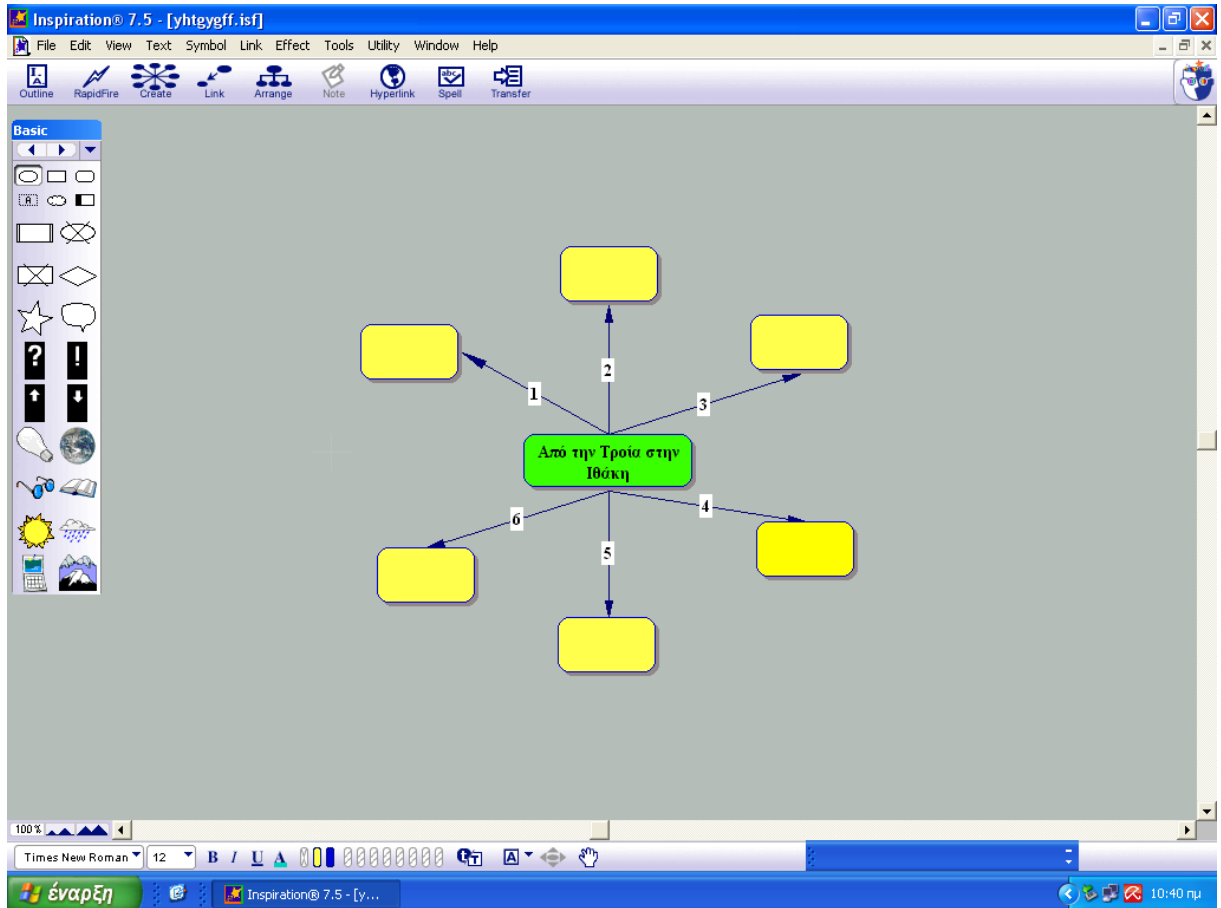 Inspiration® 7.5 - [yhtgygff.isf]
File Edit View Text Symbol Link Effect Tools Utility Window Help
Outline RapidFire Create Link Arrange Note Hyperlink Spell Transfer
Basic
2
1
3
Από την Τροία στην
Ιθάκη
4
6
5
100%
Times New Roman 12 B I U A
έναρξη Inspiration® 7.5 - [y... 10:40 πμ